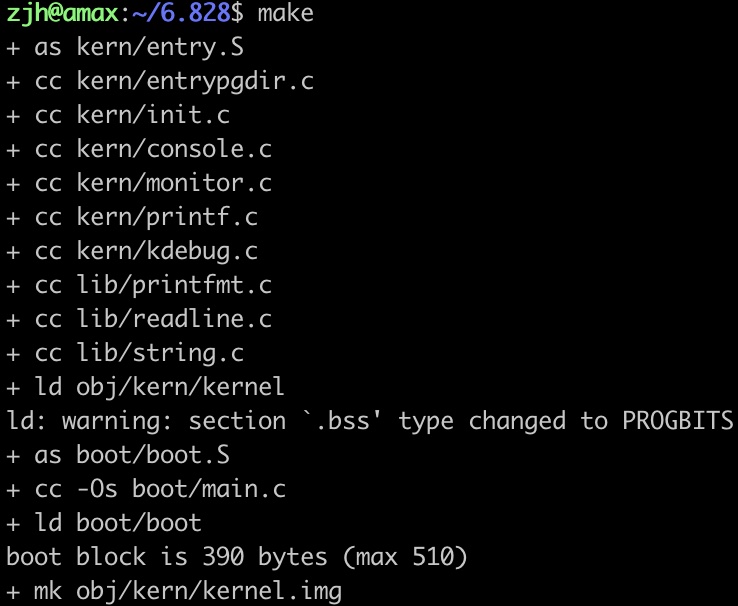 zjh@amax:~/6.828$ make
+ as kern/entry.S
+ cc kern/entrypgdir.c
+ cc kern/init.c
+ cc kern/console.c
+ cc kern/monitor.c
+ cc kern/printf.c
+ cc kern/kdebug.c
+ cc lib/printfmt.c
+ cc lib/readline.c
+ cc lib/string.c
+ ld obj/kern/kernel
ld: warning: section `.bss' type changed to PROGBITS
+ as boot/boot.S
+ cc -Os boot/main.c
+ ld boot/boot
boot block is 390 bytes (max 510)
+ mk obj/kern/kernel.img